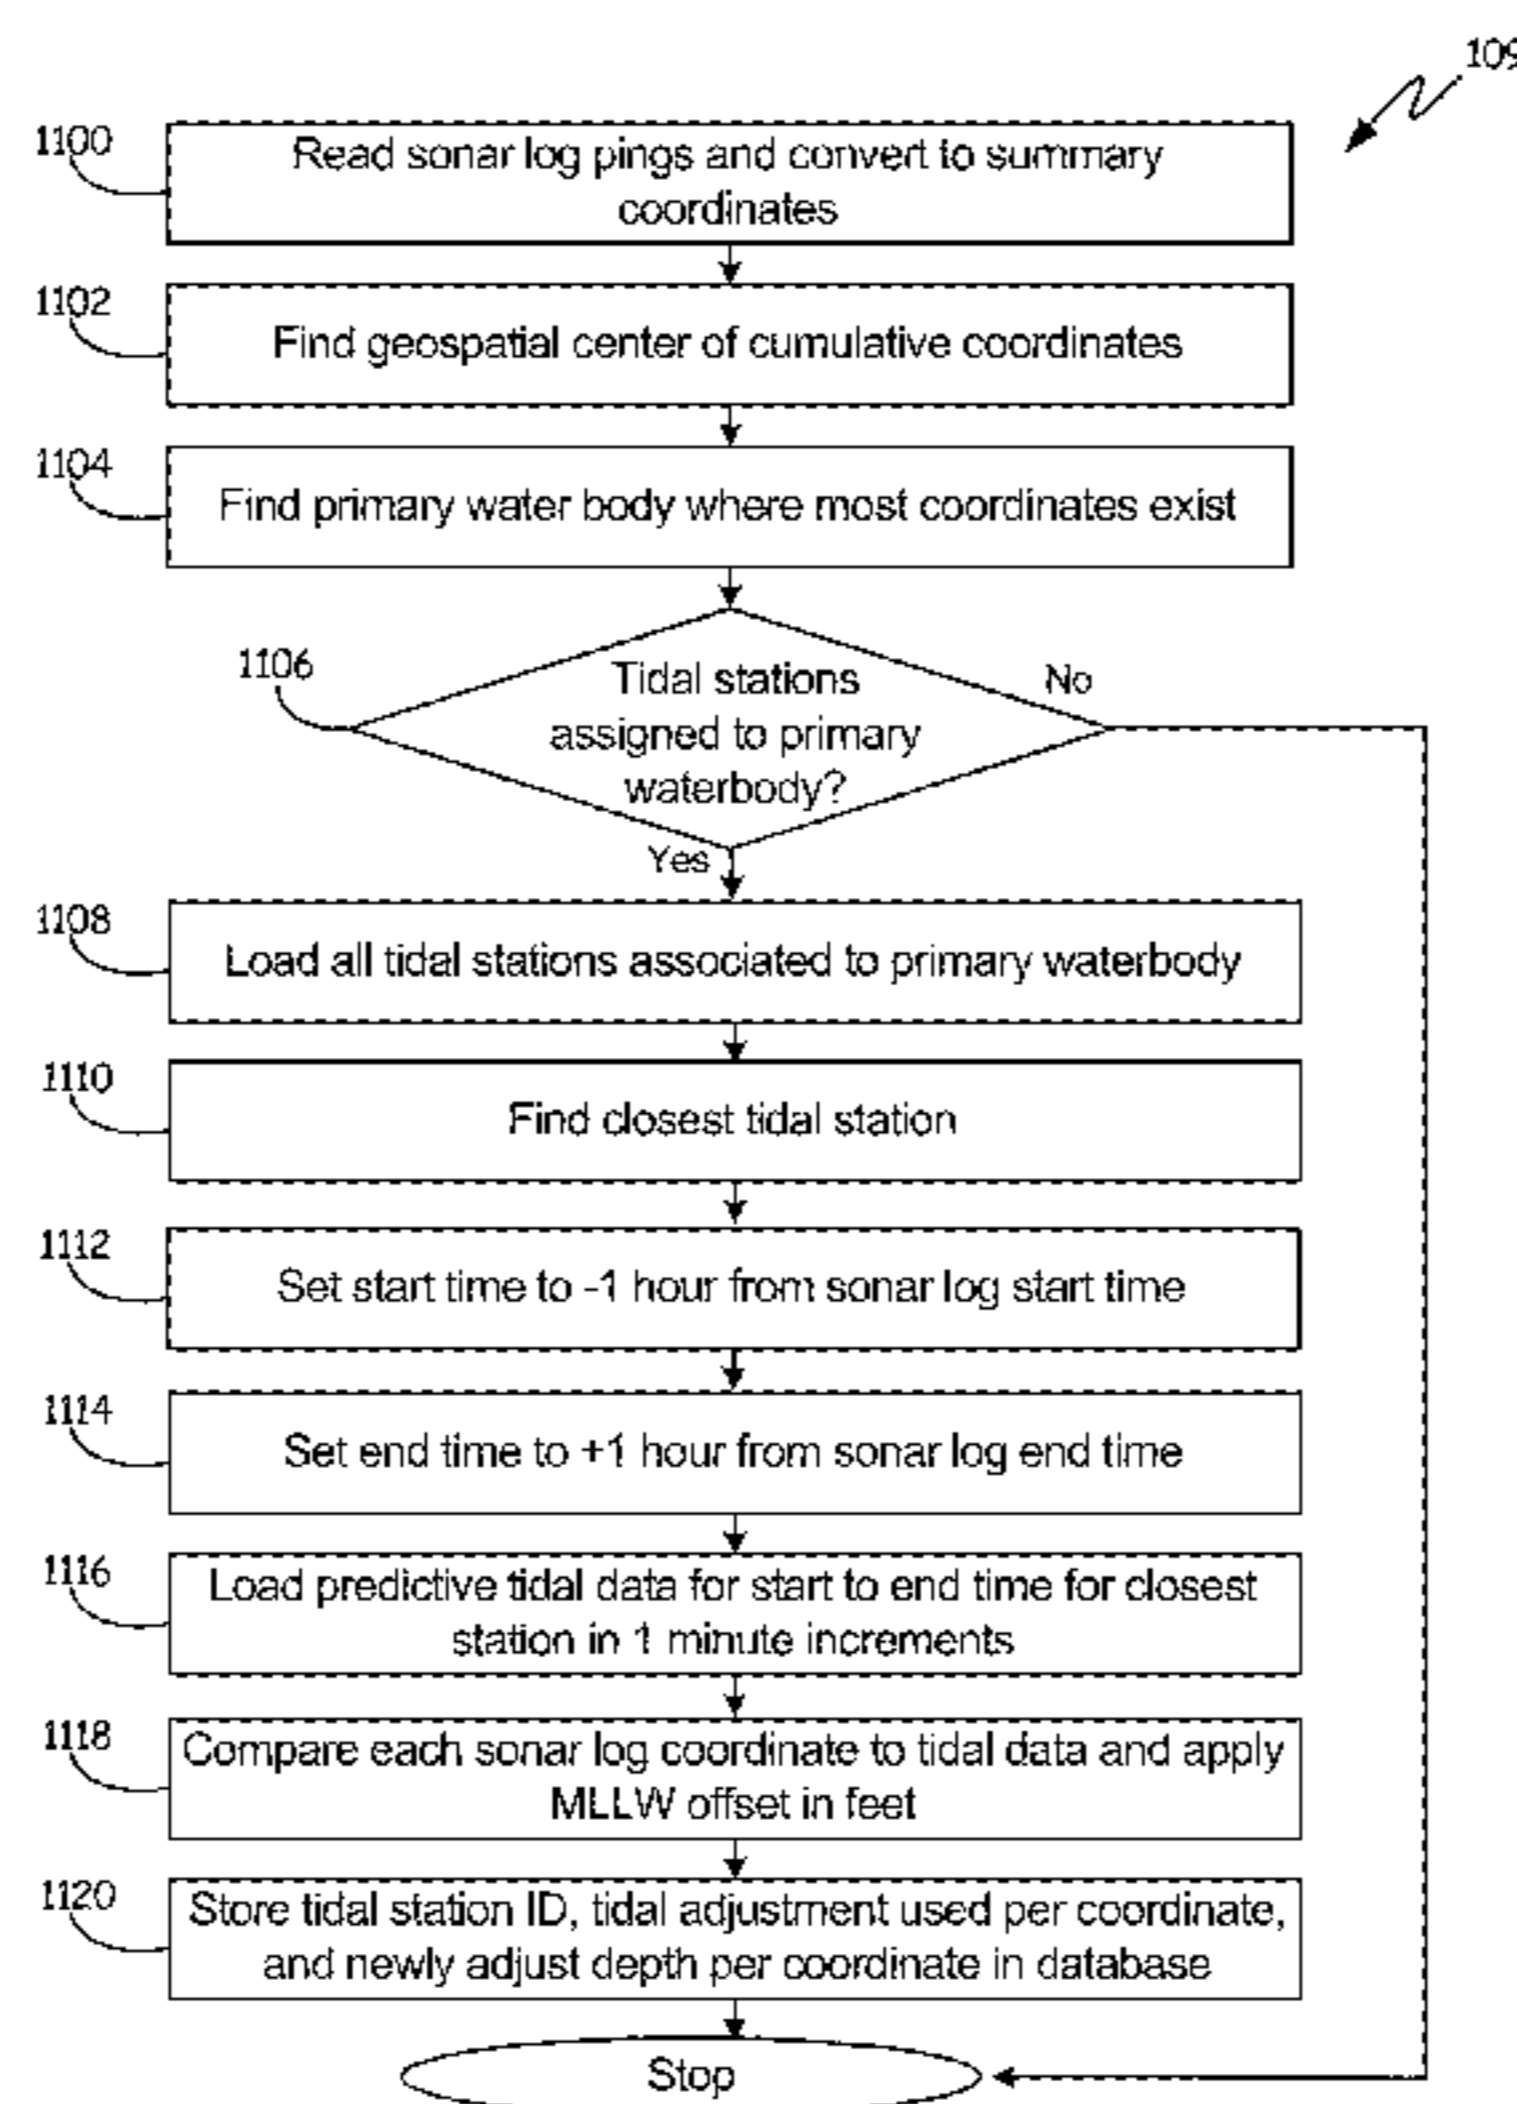 109
1100
Read sonar log pings and convert to summary
coordinates
1102
Find geospatial center of cumulative coordinates
1104
Find primary water body where most coordinates exist
1106
Tidal stations
assigned to primary
waterbody?
No
Yes
1108
Load all tidal stations associated to primary waterbody
1110
Find closest tidal station
1112
Set start time to -1 hour from sonar log start time
1114
Set end time to +1 hour from sonar log end time
1116
Load predictive tidal data for start to end time for closest
station in 1 minute increments
1118
Compare each sonar log coordinate to tidal data and apply
MLLW offset in feet
1120
Store tidal station ID, tidal adjustment used per coordinate,
and newly adjust depth per coordinate in database
Stop